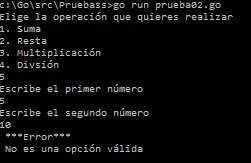 c:\Go\src\Pruebass>go run prueba02.go
Elige la operación que quieres realizar
1. Suma
2. Resta
3. Multiplicación
4. Divsión
5
Escribe el primer número
5
Escribe el segundo número
10
***Error***
No es una opción válida